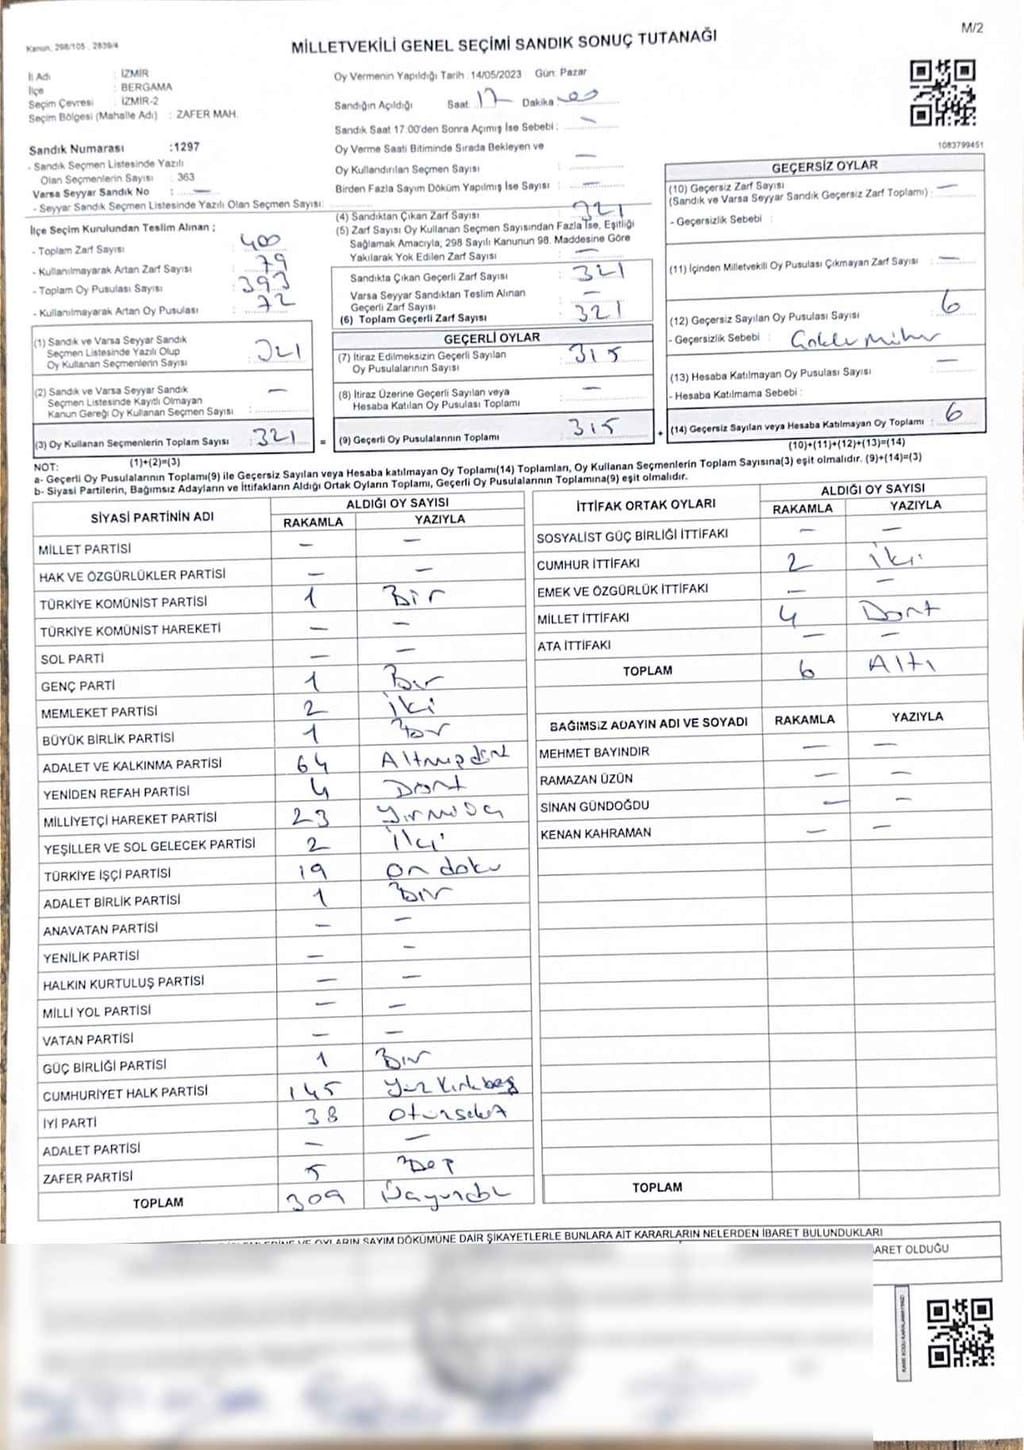 M/2
Kanun, 298/105 , 2839/4
MİLLETVEKİLİ GENEL SEÇİMİ SANDIK SONUÇ TUTANAĞI
İl Adı : İZMİR
İlçe : BERGAMA
Seçim Çevresi : İZMİR-2
Seçim Bölgesi (Mahalle Adı) : ZAFER MAH.
Sandık Numarası :1297
- Sandık Seçmen Listesinde Yazılı
Olan Seçmenlerin Sayısı : 363
Varsa Seyyar Sandık No : —
- Seyyar Sandık Seçmen Listesinde Yazılı Olan Seçmen Sayısı:
Oy Vermenin Yapıldığı Tarih :14/05/2023 Gün: Pazar
Sandığın Açıldığı Saat: 17 Dakika: 00
Sandık Saat 17.00'den Sonra Açımış İse Sebebi : —
Oy Verme Saati Bitiminde Sırada Bekleyen ve
Oy Kullandırılan Seçmen Sayısı : —
Birden Fazla Sayım Döküm Yapılmış İse Sayısı : —
1083799451
İlçe Seçim Kurulundan Teslim Alınan ;
- Toplam Zarf Sayısı : 400
- Kullanılmayarak Artan Zarf Sayısı : 79
- Toplam Oy Pusulası Sayısı : 393
- Kullanılmayarak Artan Oy Pusulası : 72
(1) Sandık ve Varsa Seyyar Sandık
Seçmen Listesinde Yazılı Olup
Oy Kullanan Seçmenlerin Sayısı : 321
(2) Sandık ve Varsa Seyyar Sandık
Seçmen Listesinde Kayıtlı Olmayan
Kanun Gereği Oy Kullanan Seçmen Sayısı : —
(3) Oy Kullanan Seçmenlerin Toplam Sayısı : 321
(1)+(2)=(3)
(4) Sandıktan Çıkan Zarf Sayısı : 321
(5) Zarf Sayısı Oy Kullanan Seçmen Sayısından Fazla İse, Eşitliği
Sağlamak Amacıyla, 298 Sayılı Kanunun 98. Maddesine Göre
Yakılarak Yok Edilen Zarf Sayısı : —
Sandıkta Çıkan Geçerli Zarf Sayısı : 321
Varsa Seyyar Sandıktan Teslim Alınan
Geçerli Zarf Sayısı : —
(6) Toplam Geçerli Zarf Sayısı : 321
GEÇERLİ OYLAR
(7) İtiraz Edilmeksizin Geçerli Sayılan
Oy Pusulalarının Sayısı : 315
(8) İtiraz Üzerine Geçerli Sayılan veya
Hesaba Katılan Oy Pusulası Toplamı : —
= (9) Geçerli Oy Pusulalarının Toplamı : 315
GEÇERSİZ OYLAR
(10) Geçersiz Zarf Sayısı
(Sandık ve Varsa Seyyar Sandık Geçersiz Zarf Toplamı) : —
- Geçersizlik Sebebi :
(11) İçinden Milletvekili Oy Pusulası Çıkmayan Zarf Sayısı : —
(12) Geçersiz Sayılan Oy Pusulası Sayısı : 6
- Geçersizlik Sebebi :
(13) Hesaba Katılmayan Oy Pusulası Sayısı : —
- Hesaba Katılmama Sebebi :
+ (14) Geçersiz Sayılan veya Hesaba Katılmayan Oy Toplamı : 6
(10)+(11)+(12)+(13)=(14)
NOT:
a- Geçerli Oy Pusulalarının Toplamı(9) ile Geçersiz Sayılan veya Hesaba katılmayan Oy Toplamı(14) Toplamları, Oy Kullanan Seçmenlerin Toplam Sayısına(3) eşit olmalıdır. (9)+(14)=(3)
b- Siyasi Partilerin, Bağımsız Adayların ve İttifakların Aldığı Ortak Oyların Toplamı, Geçerli Oy Pusulalarının Toplamına(9) eşit olmalıdır.
SİYASİ PARTİNİN ADI ALDIĞI OY SAYISI
RAKAMLA YAZIYLA
MİLLET PARTİSİ — —
HAK VE ÖZGÜRLÜKLER PARTİSİ — —
TÜRKİYE KOMÜNİST PARTİSİ 1 Bir
TÜRKİYE KOMÜNİST HAREKETİ — —
SOL PARTİ — —
GENÇ PARTİ 1 Bir
MEMLEKET PARTİSİ 2 İki
BÜYÜK BİRLİK PARTİSİ 1 Bir
ADALET VE KALKINMA PARTİSİ 64 Altmışdört
YENİDEN REFAH PARTİSİ 4 Dört
MİLLİYETÇİ HAREKET PARTİSİ 23 Yirmiüç
YEŞİLLER VE SOL GELECEK PARTİSİ 2 İki
TÜRKİYE İŞÇİ PARTİSİ 19 On doku
ADALET BİRLİK PARTİSİ 1 Bir
ANAVATAN PARTİSİ — —
YENİLİK PARTİSİ — —
HALKIN KURTULUŞ PARTİSİ — —
MİLLİ YOL PARTİSİ — —
VATAN PARTİSİ — —
GÜÇ BİRLİĞİ PARTİSİ 1 Bir
CUMHURİYET HALK PARTİSİ 145 Yüz kırkbeş
İYİ PARTİ 38 Otuzsekiz
ADALET PARTİSİ — —
ZAFER PARTİSİ 5 Beş
TOPLAM 309
İTTİFAK ORTAK OYLARI ALDIĞI OY SAYISI
RAKAMLA YAZIYLA
SOSYALİST GÜÇ BİRLİĞİ İTTİFAKI — —
CUMHUR İTTİFAKI 2 İki
EMEK VE ÖZGÜRLÜK İTTİFAKI — —
MİLLET İTTİFAKI 4 Dört
ATA İTTİFAKI — —
TOPLAM 6 Altı
BAĞIMSIZ ADAYIN ADI VE SOYADI RAKAMLA YAZIYLA
MEHMET BAYINDIR — —
RAMAZAN ÜZÜN — —
SİNAN GÜNDOĞDU — —
KENAN KAHRAMAN — —
TOPLAM
OYLARIN SAYIM DÖKÜMÜNE DAİR ŞİKAYETLERLE BUNLARA AİT KARARLARIN NELERDEN İBARET BULUNDUKLARI
BARET OLDUĞU